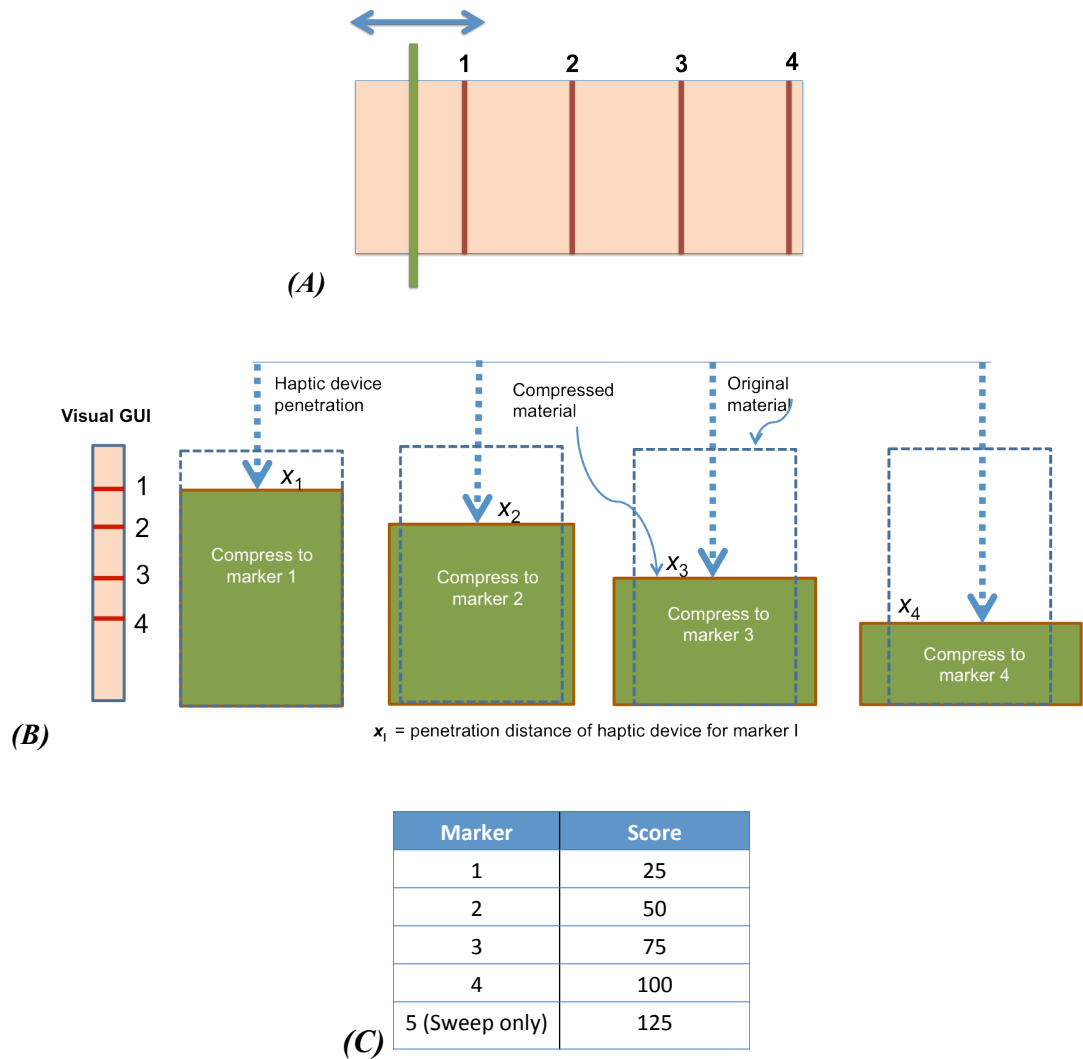 1 2 3 4
(A)
Haptic device
penetration
Compressed
material
Original
material
Visual GUI
1
2
3
4
x1
Compress to
marker 1
x2
Compress to
marker 2
x3
Compress to
marker 3
x4
Compress to
marker 4
(B)
xI = penetration distance of haptic device for marker I
Marker Score
1 25
2 50
3 75
4 100
5 (Sweep only) 125
(C)